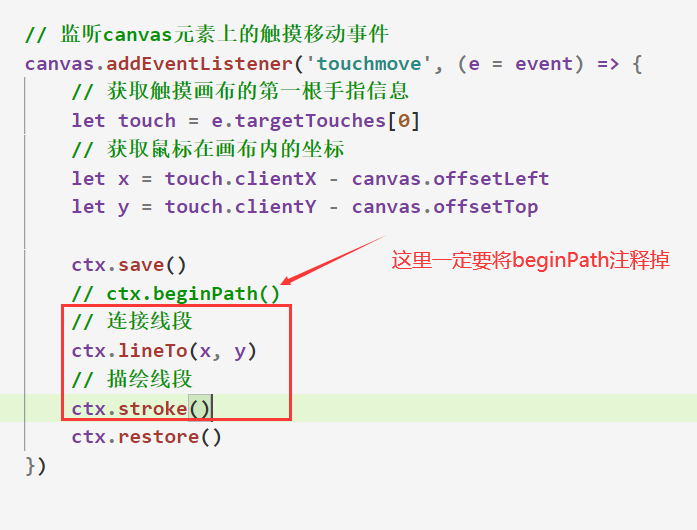 // 监听canvas元素上的触摸移动事件
canvas.addEventListener('touchmove', (e = event) => {
// 获取触摸画布的第一根手指信息
let touch = e.targetTouches[0]
// 获取鼠标在画布内的坐标
let x = touch.clientX - canvas.offsetLeft
let y = touch.clientY - canvas.offsetTop
这里一定要将beginPath注释掉
ctx.save()
// ctx.beginPath()
// 连接线段
ctx.lineTo(x, y)
// 描绘线段
ctx.stroke()
ctx.restore()
})